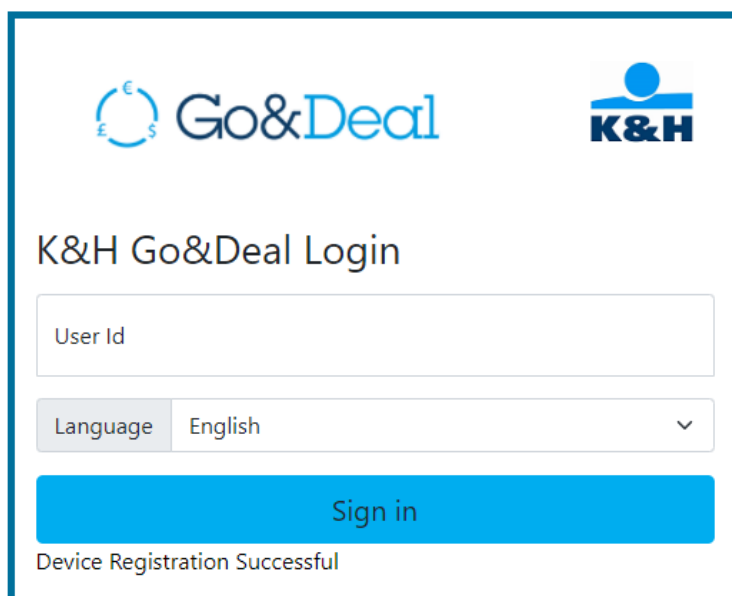 €
£ $
Go&Deal
K&H
K&H Go&Deal Login
User Id
Language English
Sign in
Device Registration Successful